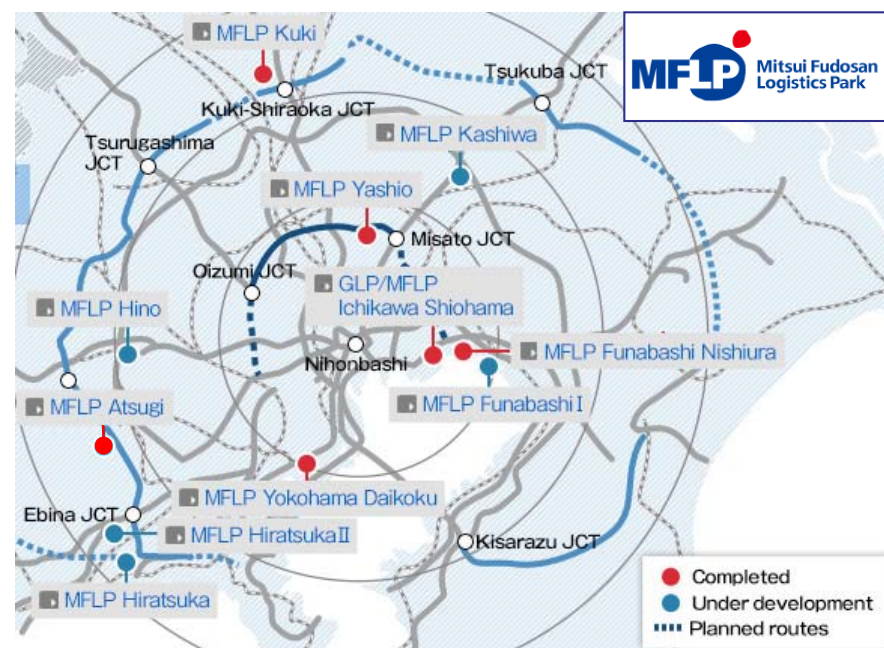 MFLP Kuki
MFLP
Mitsui Fudosan
Logistics Park
Tsukuba JCT
Kuki-Shiraoka JCT
MFLP Kashiwa
Tsurugashima
JCT
MFLP Yashio
Misato JCT
Oizumi JCT
GLP/MFLP
Ichikawa Shiohama
MFLP Hino
Nihonbashi
MFLP Funabashi Nishiura
MFLP Atsugi
MFLP Funabashi I
MFLP Yokohama Daikoku
Ebina JCT
MFLP Hiratsuka II
Kisarazu JCT
MFLP Hiratsuka
Completed
Under development
Planned routes